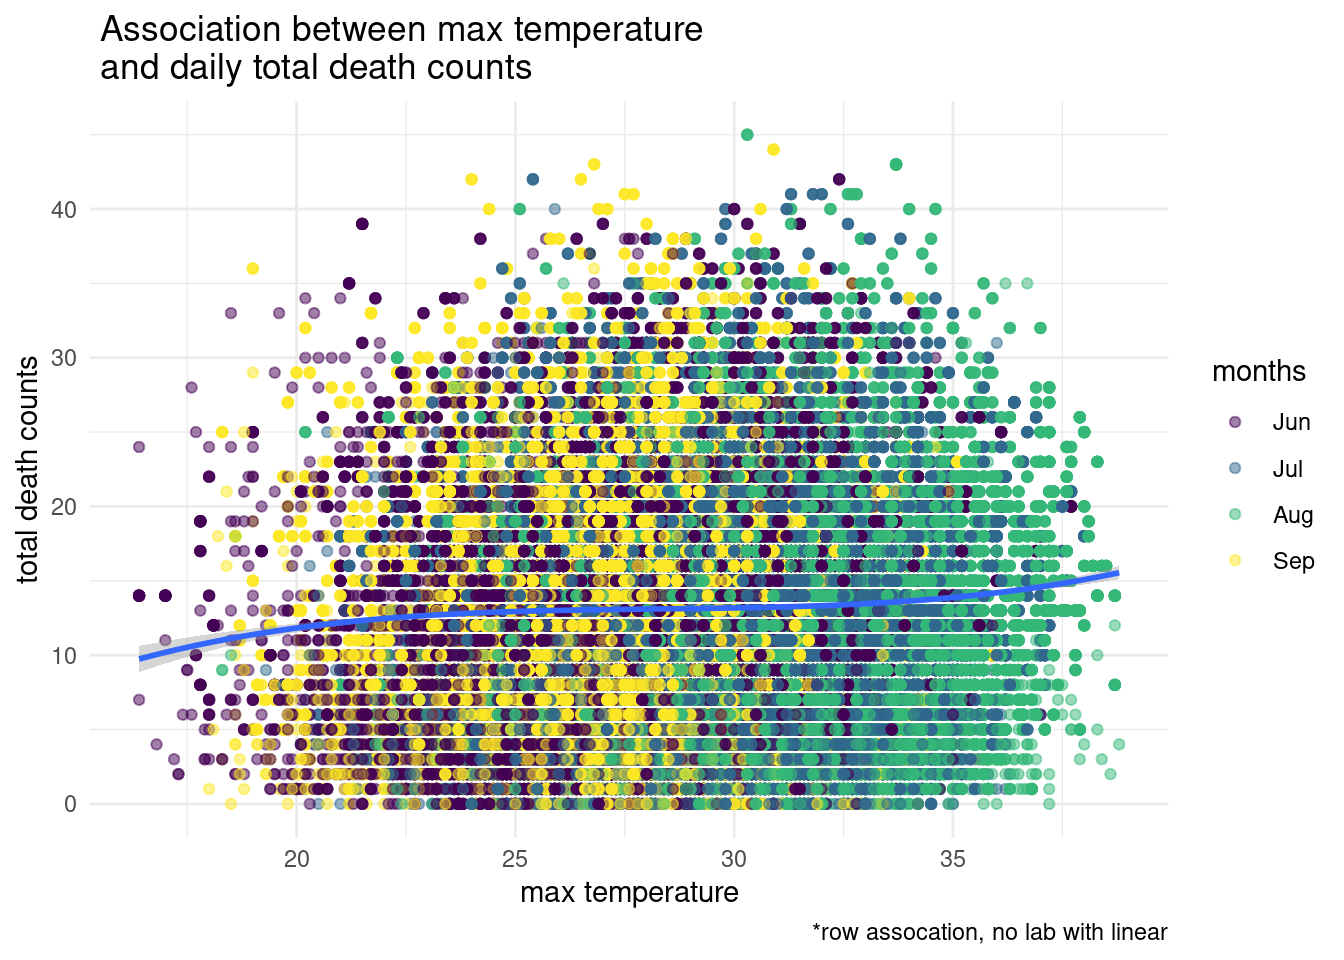 Association between max temperature
and daily total death counts
total death counts
40
30
20
10
0
20
25
30
35
max temperature
*row assocation, no lab with linear
months
Jun
Jul
Aug
Sep